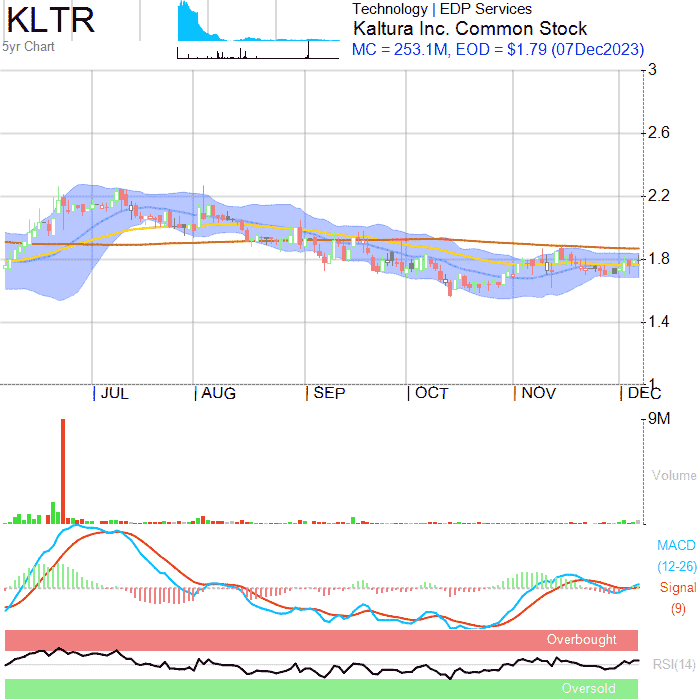 KLTR
5yr Chart
Technology | EDP Services
Kaltura Inc. Common Stock
MC = 253.1M, EOD = $1.79 (07Dec2023)
3
2.6
2.2
1.8
1.4
1
JUL AUG SEP OCT NOV DEC
9M
Volume
MACD
(12-26)
Signal
(9)
Overbought
RSI(14)
Oversold